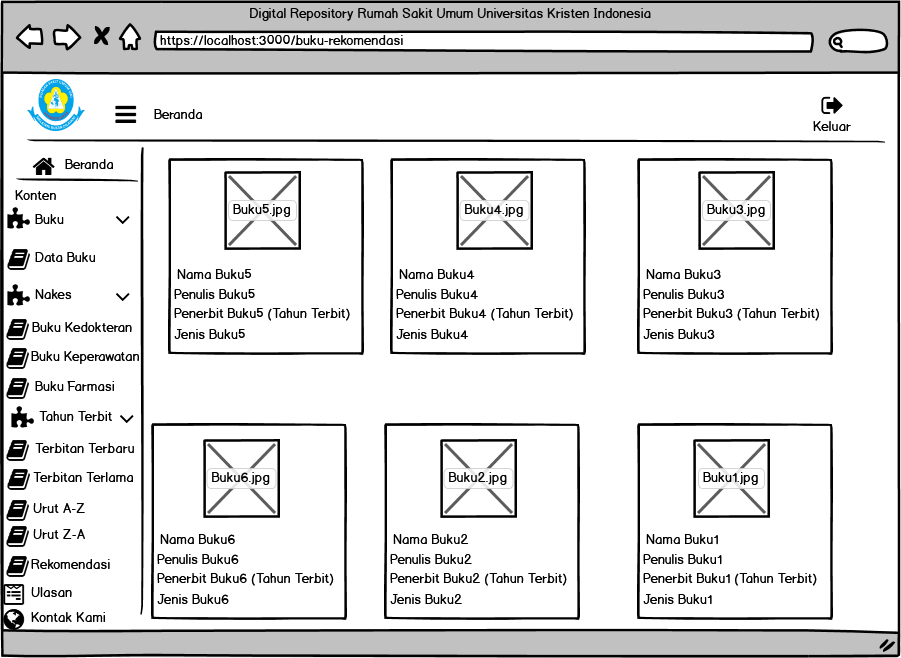 Digital Repository Rumah Sakit Umum Universitas Kristen Indonesia
https://localhost:3000/buku-rekomendasi
Beranda
Keluar
Beranda
Konten
Buku
Data Buku
Nakes
Buku Kedokteran
Buku Keperawatan
Buku Farmasi
Tahun Terbit
Terbitan Terbaru
Terbitan Terlama
Urut A-Z
Urut Z-A
Rekomendasi
Ulasan
Kontak Kami
Buku5.jpg
Nama Buku5
Penulis Buku5
Penerbit Buku5 (Tahun Terbit)
Jenis Buku5
Buku4.jpg
Nama Buku4
Penulis Buku4
Penerbit Buku4 (Tahun Terbit)
Jenis Buku4
Buku3.jpg
Nama Buku3
Penulis Buku3
Penerbit Buku3 (Tahun Terbit)
Jenis Buku3
Buku6.jpg
Nama Buku6
Penulis Buku6
Penerbit Buku6 (Tahun Terbit)
Jenis Buku6
Buku2.jpg
Nama Buku2
Penulis Buku2
Penerbit Buku2 (Tahun Terbit)
Jenis Buku2
Buku1.jpg
Nama Buku1
Penulis Buku1
Penerbit Buku1 (Tahun Terbit)
Jenis Buku1